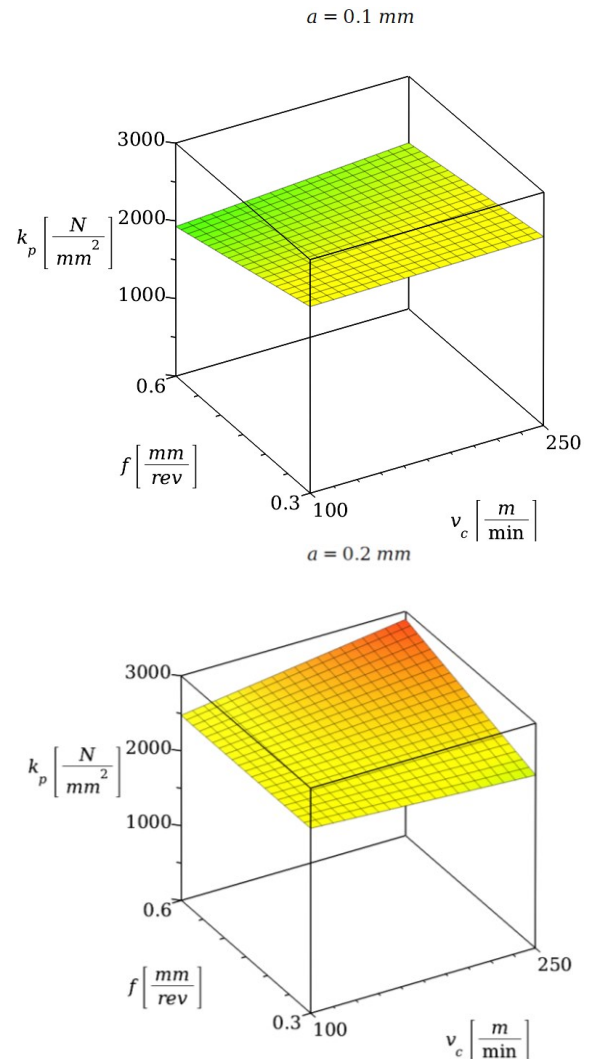 a = 0.1 mm
3000
k_p [N/mm^2] 2000
1000
0.6
f [mm/rev]
250
0.3 100
v_c [m/min]
a = 0.2 mm
3000
k_p [N/mm^2] 2000
1000
0.6
f [mm/rev]
250
0.3 100
v_c [m/min]